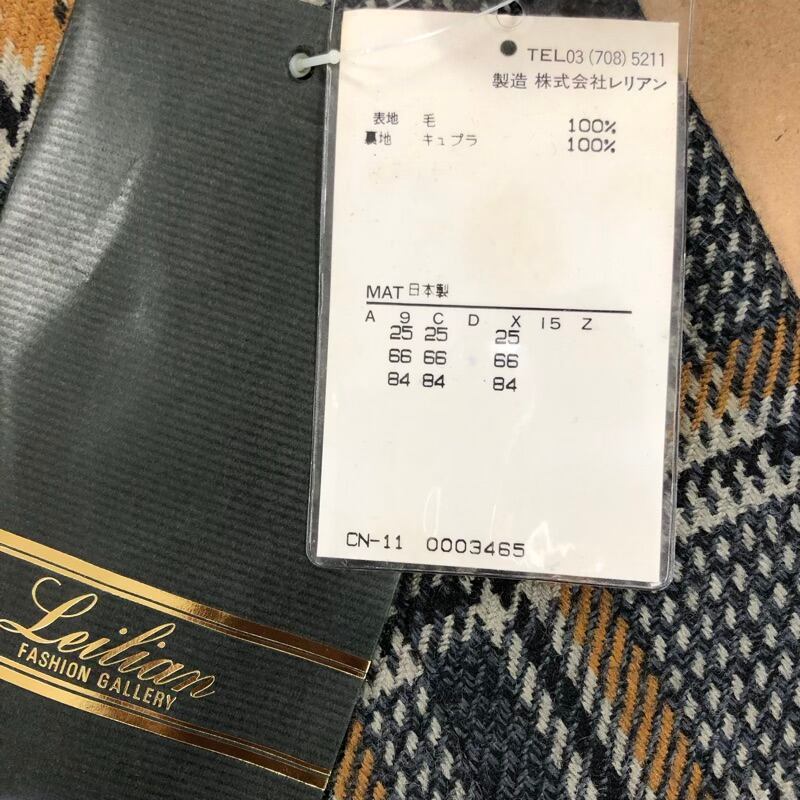 TEL03(708)5211
製造 株式会社レリアン
表地 毛 100%
裏地 キュプラ 100%
MAT 日本製
A 9 C D X 15 Z
25 25 25
66 66 66
84 84 84
CN-11 0003465
Leilian
FASHION GALLERY